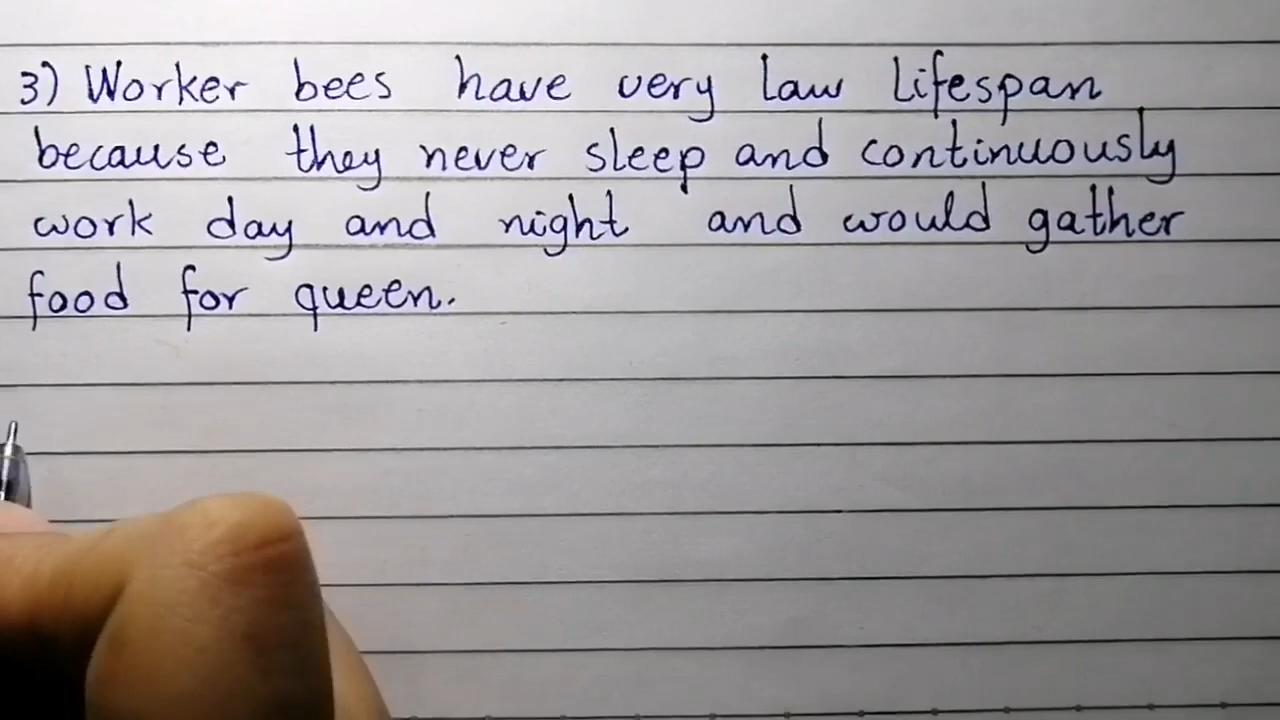 3) Worker bees have very law lifespan
because they never sleep and continuously
work day and night and would gather
food for queen.